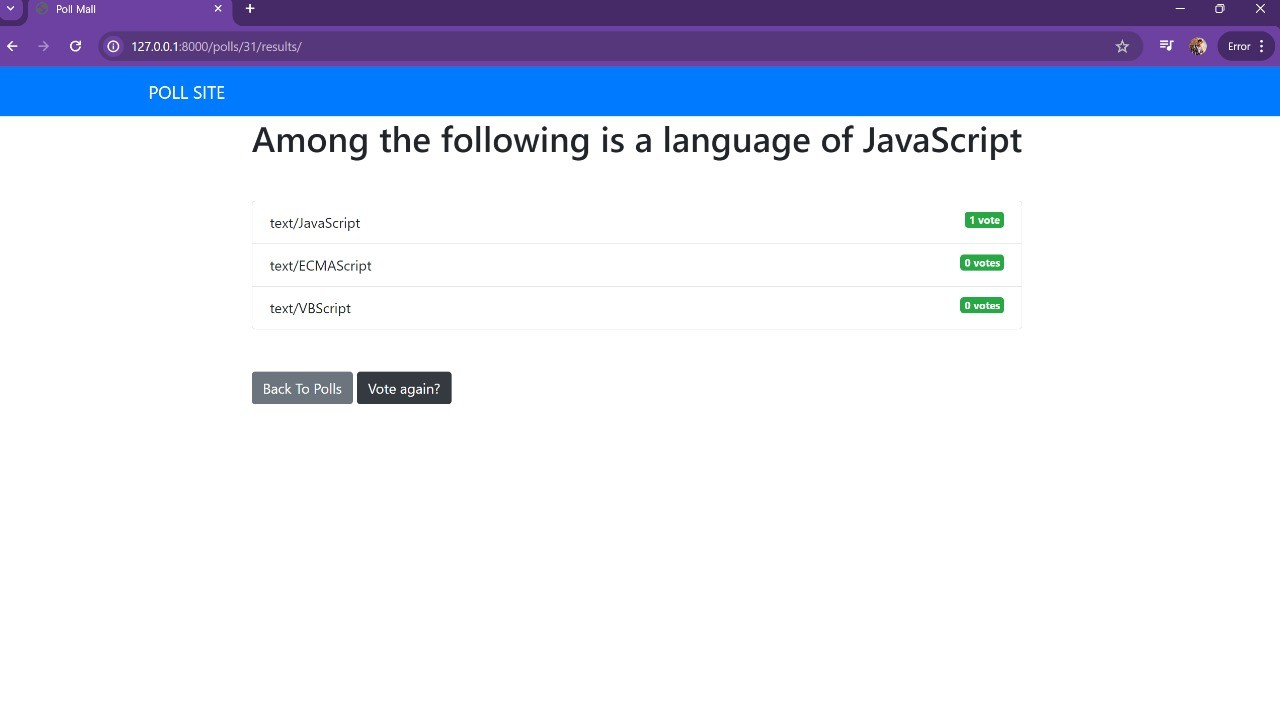 Poll Mall
127.0.0.1:8000/polls/31/results/
Error
POLL SITE
Among the following is a language of JavaScript
text/JavaScript 1 vote
text/ECMAScript 0 votes
text/VBScript 0 votes
Back To Polls Vote again?